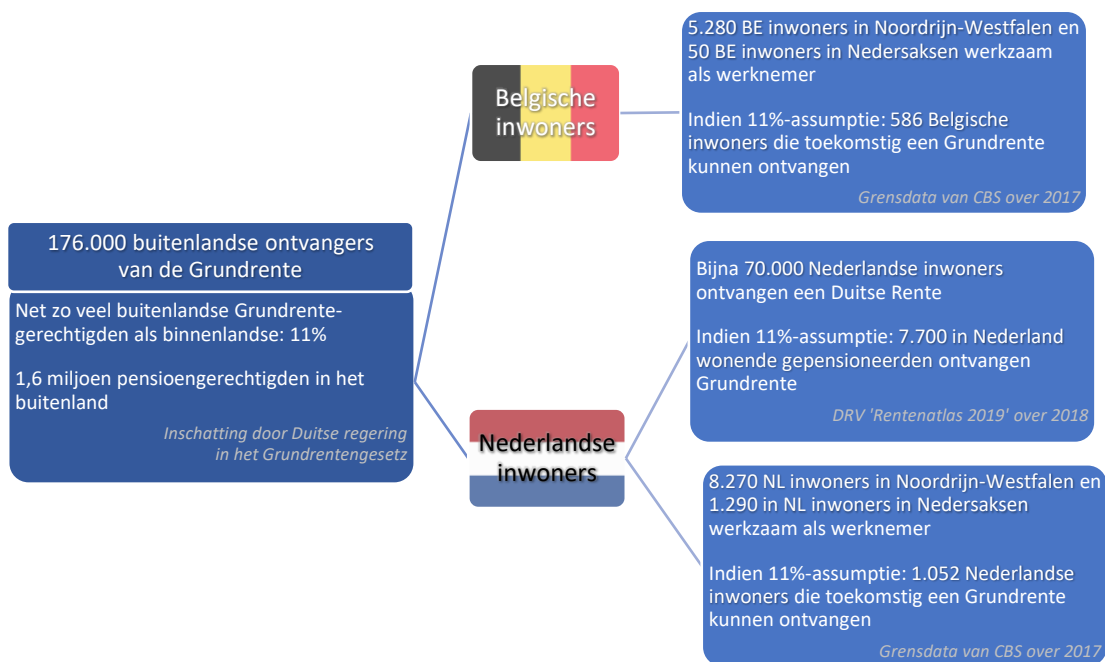 176.000 buitenlandse ontvangers
van de Grundrente
Net zo veel buitenlandse Grundrente-
gerechtigden als binnenlandse: 11%
1,6 miljoen pensioengerechtigden in het
buitenland
Inschatting door Duitse regering
in het Grundrentengesetz
Belgische
inwoners
5.280 BE inwoners in Noordrijn-Westfalen en
50 BE inwoners in Nedersaksen werkzaam
als werknemer
Indien 11%-assumptie: 586 Belgische
inwoners die toekomstig een Grundrente
kunnen ontvangen
Grensdata van CBS over 2017
Nederlandse
inwoners
Bijna 70.000 Nederlandse inwoners
ontvangen een Duitse Rente
Indien 11%-assumptie: 7.700 in Nederland
wonende gepensioneerden ontvangen
Grundrente
DRV 'Rentenatlas 2019' over 2018
8.270 NL inwoners in Noordrijn-Westfalen en
1.290 in NL inwoners in Nedersaksen
werkzaam als werknemer
Indien 11%-assumptie: 1.052 Nederlandse
inwoners die toekomstig een Grundrente
kunnen ontvangen
Grensdata van CBS over 2017